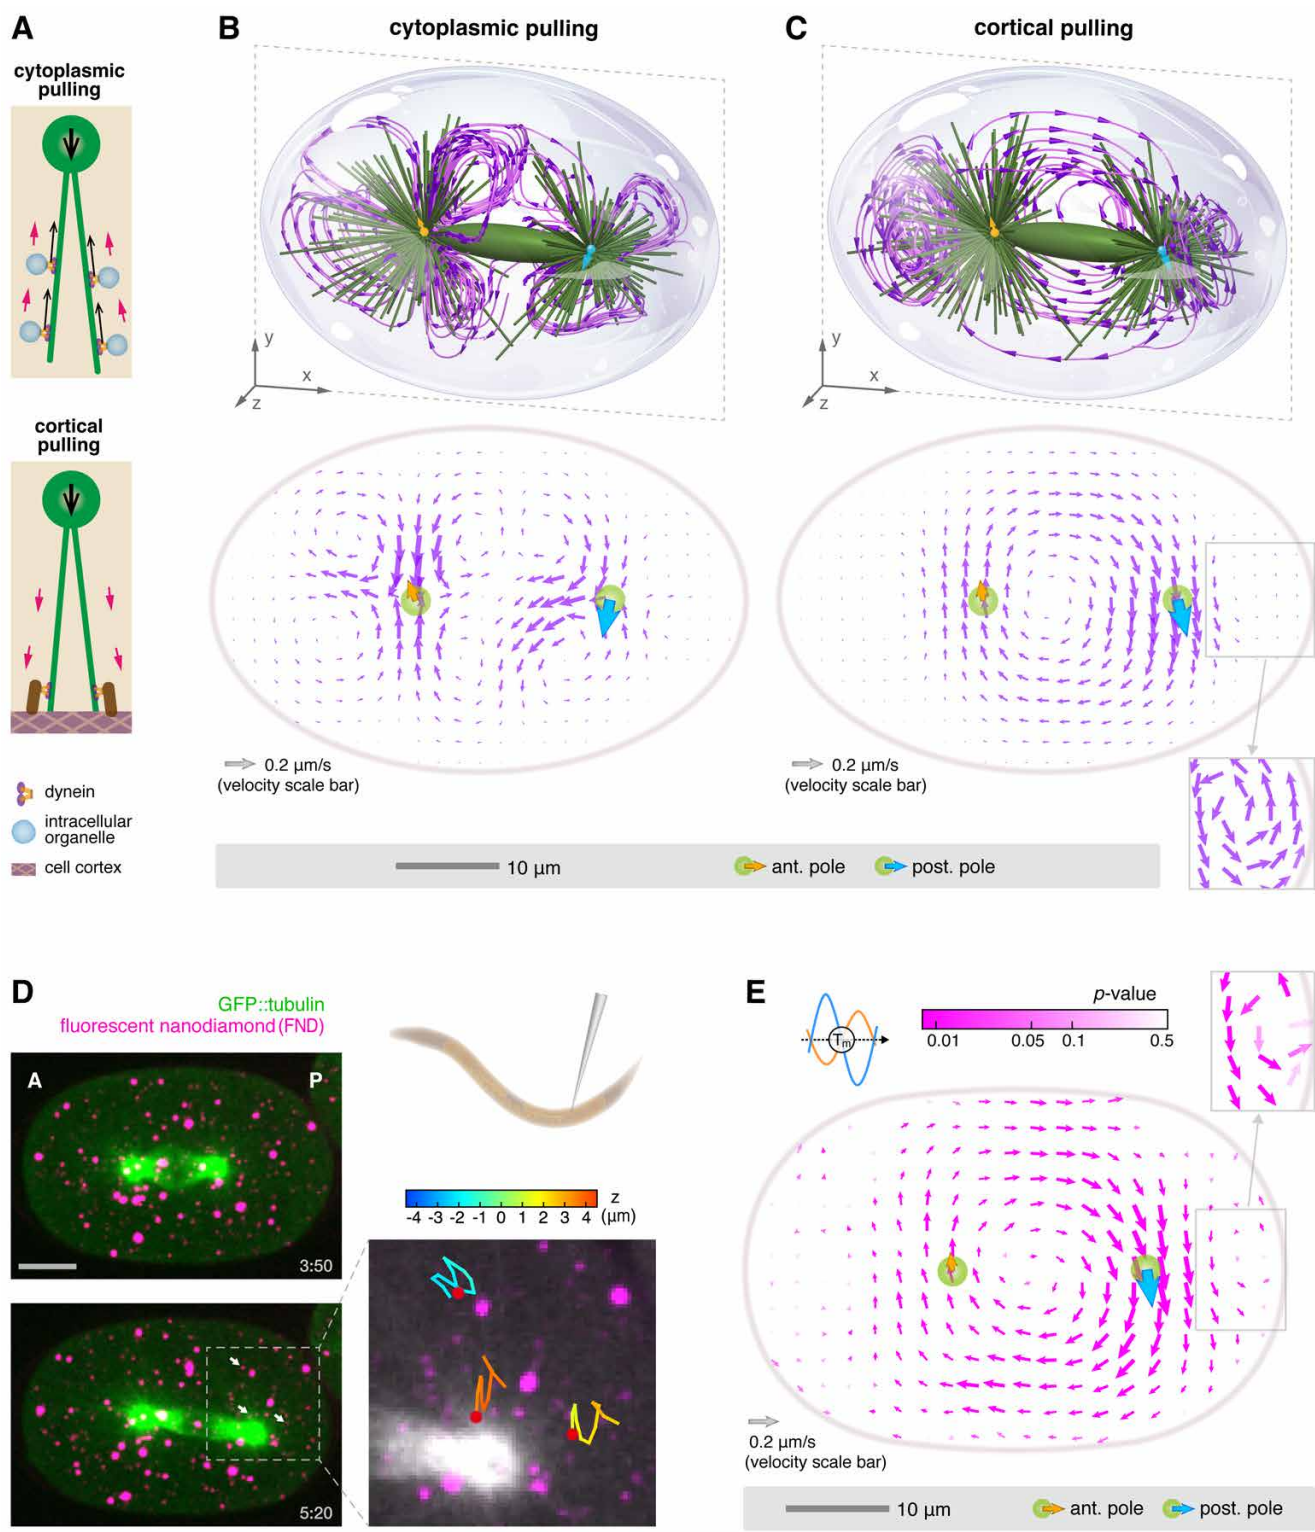 A
cytoplasmic
pulling
cortical
pulling
dynein
intracellular
organelle
cell cortex
B
cytoplasmic pulling
y
x
z
0.2 µm/s
(velocity scale bar)
C
cortical pulling
y
x
z
0.2 µm/s
(velocity scale bar)
10 µm
ant. pole
post. pole
D
GFP::tubulin
fluorescent nanodiamond (FND)
A
P
3:50
5:20
z
(µm)
-4 -3 -2 -1 0 1 2 3 4
E
Tm
p-value
0.01 0.05 0.1 0.5
0.2 µm/s
(velocity scale bar)
10 µm
ant. pole
post. pole